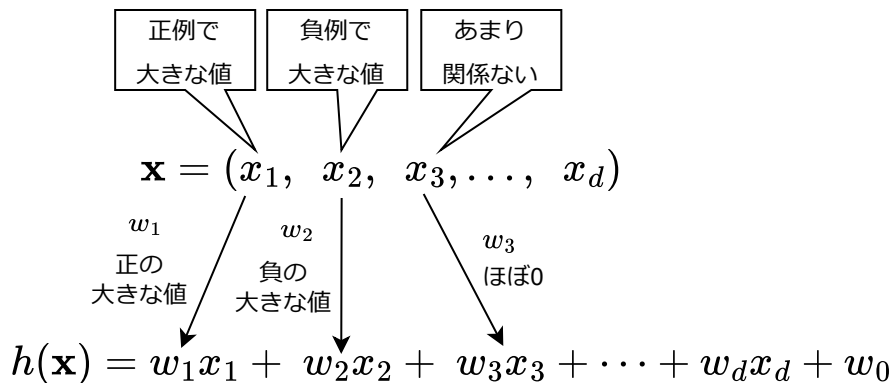 正例で
大きな値
負例で
大きな値
あまり
関係ない
x = (x₁, x₂, x₃, . . . , x_d)
w₁
正の
大きな値
w₂
負の
大きな値
w₃
ほぼ0
h(x) = w₁x₁ + w₂x₂ + w₃x₃ + · · · + w_dx_d + w₀